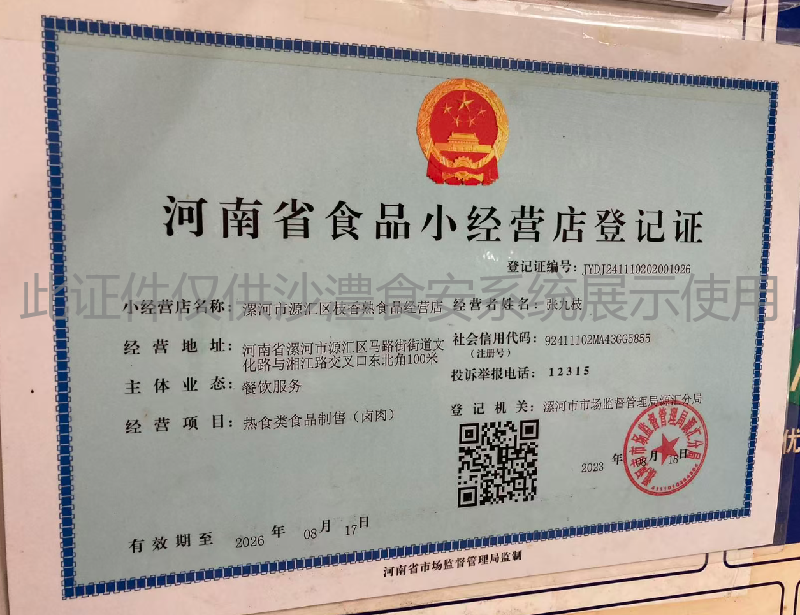 河南省食品小经营店登记证
登记证编号：JYDJ241110202001926
此证件仅供沙澧食安系统展示使用
小经营店名称：漯河市源汇区枝香熟食品经营店 经营者姓名：张九枝
经营地址：河南省漯河市源汇区马路街街道文
化路与湘江路交叉口东北角100米
社会信用代码：92411102MA43GG5855
（注册号）
主体业态：餐饮服务
投诉举报电话：12315
经营项目：热食类食品制售（卤肉）
登记机关：漯河市市场监督管理局源汇分局
2023 年 08 月 18 日
有效期至 2026 年 08 月 17 日
河南省市场监督管理局监制
优